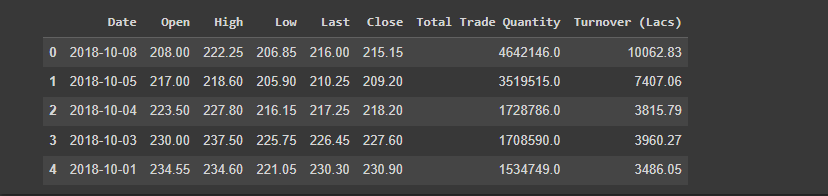 Date Open High Low Last Close Total Trade Quantity Turnover (Lacs)
0 2018-10-08 208.00 222.25 206.85 216.00 215.15 4642146.0 10062.83
1 2018-10-05 217.00 218.60 205.90 210.25 209.20 3519515.0 7407.06
2 2018-10-04 223.50 227.80 216.15 217.25 218.20 1728786.0 3815.79
3 2018-10-03 230.00 237.50 225.75 226.45 227.60 1708590.0 3960.27
4 2018-10-01 234.55 234.60 221.05 230.30 230.90 1534749.0 3486.05